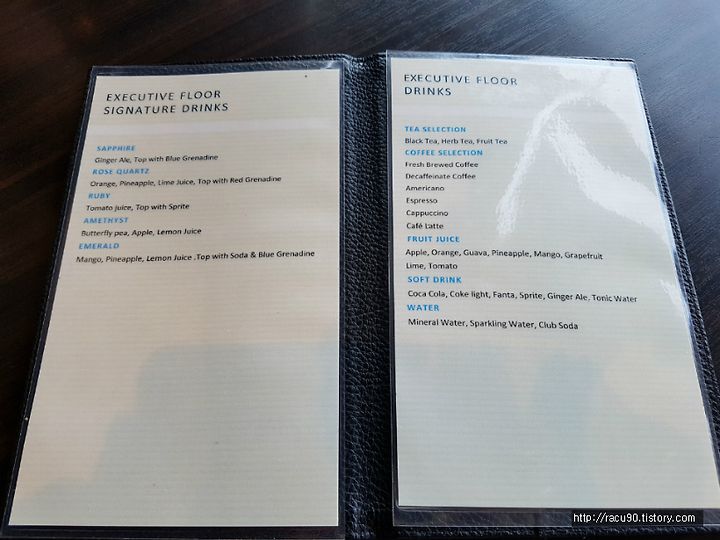 EXECUTIVE FLOOR
SIGNATURE DRINKS
SAPPHIRE
Ginger Ale, Top with Blue Grenadine
ROSE QUARTZ
Orange, Pineapple, Lime Juice, Top with Red Grenadine
RUBY
Tomato juice, Top with Sprite
AMETHYST
Butterfly pea, Apple, Lemon Juice
EMERALD
Mango, Pineapple, Lemon Juice .Top with Soda & Blue Grenadine
EXECUTIVE FLOOR
DRINKS
TEA SELECTION
Black Tea, Herb Tea, Fruit Tea
COFFEE SELECTION
Fresh Brewed Coffee
Decaffeinate Coffee
Americano
Espresso
Cappuccino
Café Latte
FRUIT JUICE
Apple, Orange, Guava, Pineapple, Mango, Grapefruit
Lime, Tomato
SOFT DRINK
Coca Cola, Coke light, Fanta, Sprite, Ginger Ale, Tonic Water
WATER
Mineral Water, Sparkling Water, Club Soda
http://racu90.tistory.com